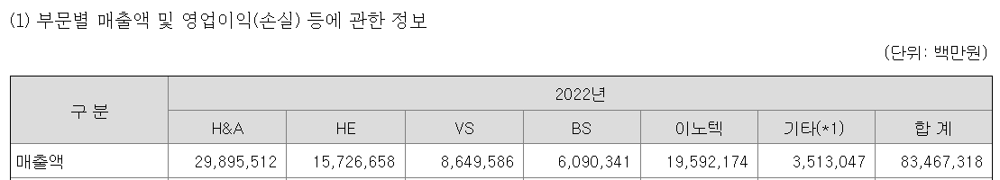 (1) 부문별 매출액 및 영업이익(손실) 등에 관한 정보
(단위: 백만원)
구 분 2022년
H&A HE VS BS 이노텍 기타(*1) 합 계
매출액 29,895,512 15,726,658 8,649,586 6,090,341 19,592,174 3,513,047 83,467,318